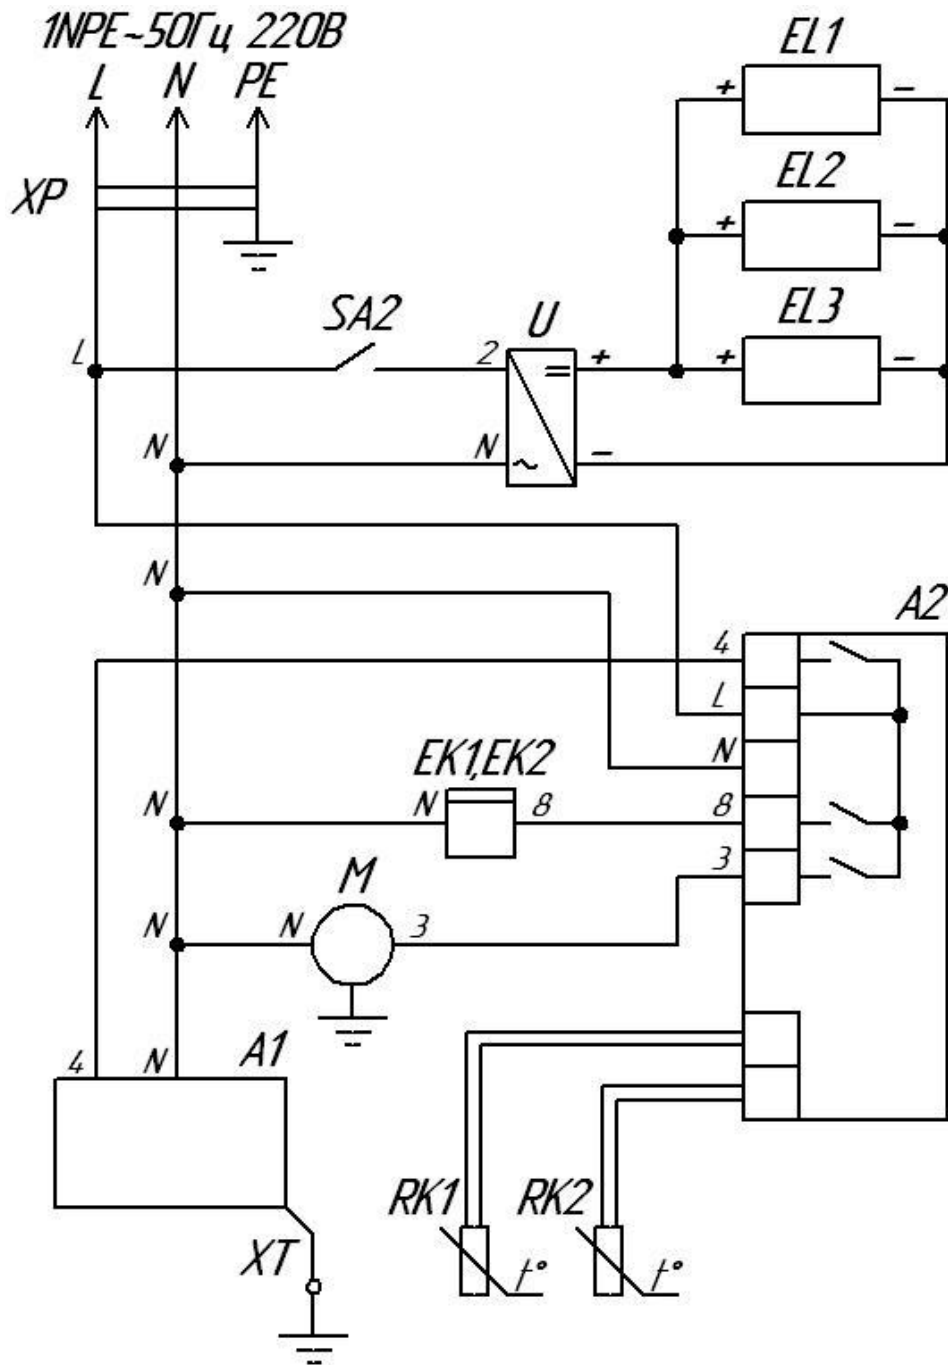 1NPE~50Гц 220В
L N PE
XP
EL1
+ −
EL2
+ −
EL3
+ −
SA2
U
L
2
+
N
N
−
N
A2
4
L
N
EK1,EK2
N
N
8
8
3
M
N
N
3
4
N
A1
RK1
RK2
t°
t°
XT